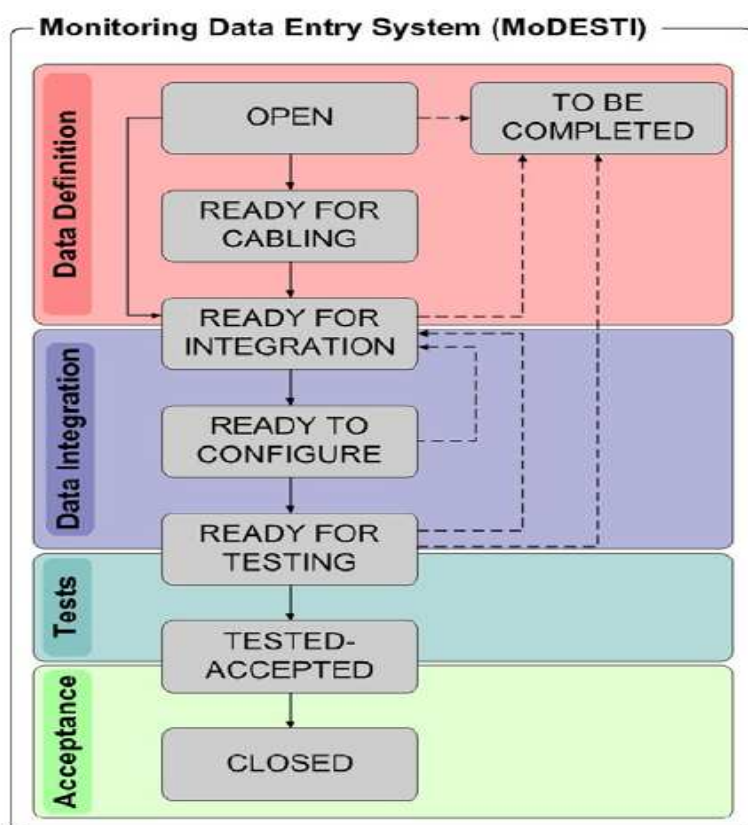 Monitoring Data Entry System (MoDESTI)
Data Definition
OPEN
TO BE
COMPLETED
READY FOR
CABLING
READY FOR
INTEGRATION
Data Integration
READY TO
CONFIGURE
READY FOR
TESTING
Tests
TESTED-
ACCEPTED
Acceptance
CLOSED